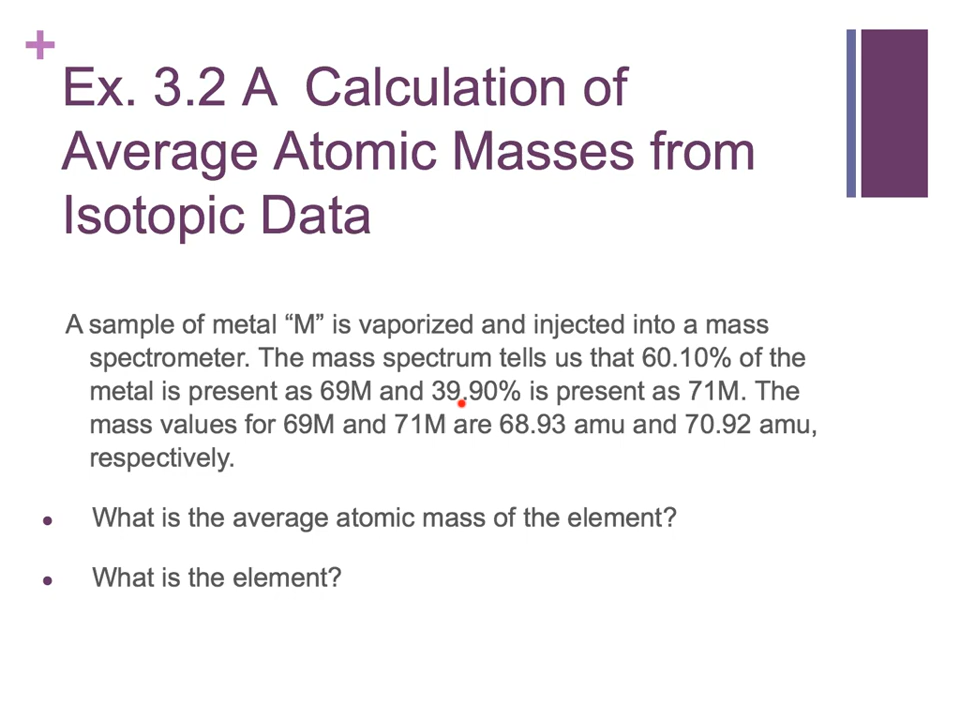 +
Ex. 3.2 A  Calculation of
Average Atomic Masses from
Isotopic Data
A sample of metal “M” is vaporized and injected into a mass
spectrometer. The mass spectrum tells us that 60.10% of the
metal is present as 69M and 39.90% is present as 71M. The
mass values for 69M and 71M are 68.93 amu and 70.92 amu,
respectively.
• What is the average atomic mass of the element?
• What is the element?